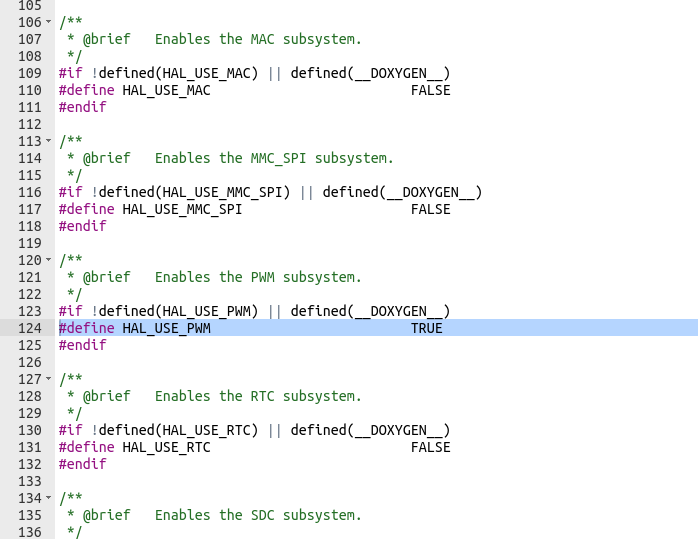 105
106 /**
107  * @brief   Enables the MAC subsystem.
108  */
109 #if !defined(HAL_USE_MAC) || defined(__DOXYGEN__)
110 #define HAL_USE_MAC                         FALSE
111 #endif
112
113 /**
114  * @brief   Enables the MMC_SPI subsystem.
115  */
116 #if !defined(HAL_USE_MMC_SPI) || defined(__DOXYGEN__)
117 #define HAL_USE_MMC_SPI                     FALSE
118 #endif
119
120 /**
121  * @brief   Enables the PWM subsystem.
122  */
123 #if !defined(HAL_USE_PWM) || defined(__DOXYGEN__)
124 #define HAL_USE_PWM                         TRUE
125 #endif
126
127 /**
128  * @brief   Enables the RTC subsystem.
129  */
130 #if !defined(HAL_USE_RTC) || defined(__DOXYGEN__)
131 #define HAL_USE_RTC                         FALSE
132 #endif
133
134 /**
135  * @brief   Enables the SDC subsystem.
136  */